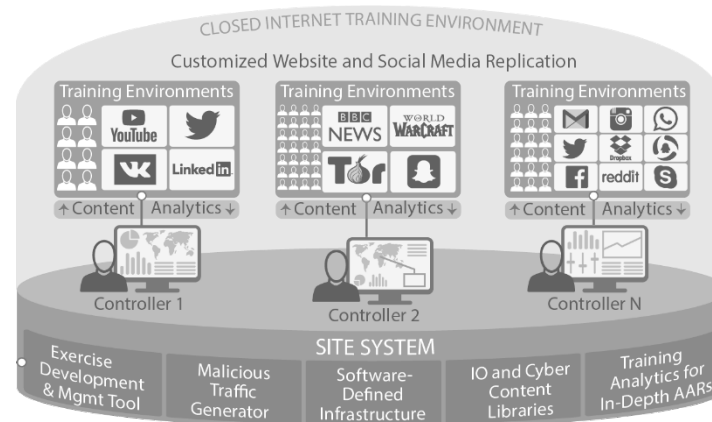 CLOSED INTERNET TRAINING ENVIRONMENT
Customized Website and Social Media Replication
Training Environments
YouTube
VK
Linked in
↑ Content Analytics ↓
Controller 1
Training Environments
BBC
NEWS
WORLD
WARCRAFT
Tor
↑ Content Analytics ↓
Controller 2
Training Environments
Dropbox
reddit
↑ Content Analytics ↓
Controller N
SITE SYSTEM
Exercise
Development
& Mgmt Tool
Malicious
Traffic
Generator
Software-
Defined
Infrastructure
IO and Cyber
Content
Libraries
Training
Analytics for
In-Depth AARs